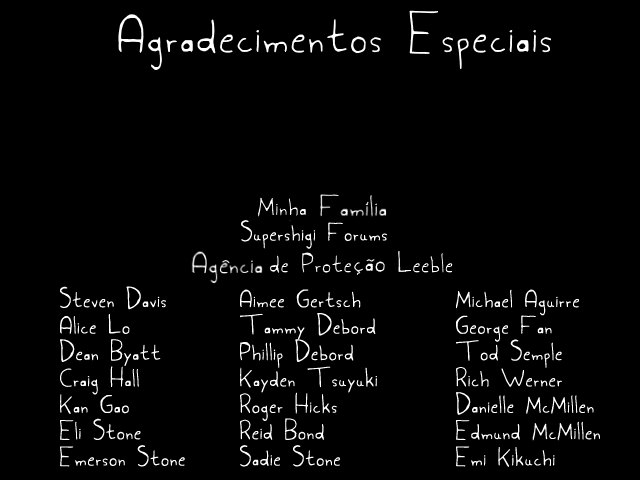 Agradecimentos Especiais
Minha Família
Supershigi Forums
Agência de Proteção Leeble
Steven Davis Aimee Gertsch Michael Aguirre
Alice Lo Tammy Debord George Fan
Dean Byatt Phillip Debord Tod Semple
Craig Hall Kayden Tsuyuki Rich Werner
Kan Gao Roger Hicks Danielle McMillen
Eli Stone Reid Bond Edmund McMillen
Emerson Stone Sadie Stone Emi Kikuchi